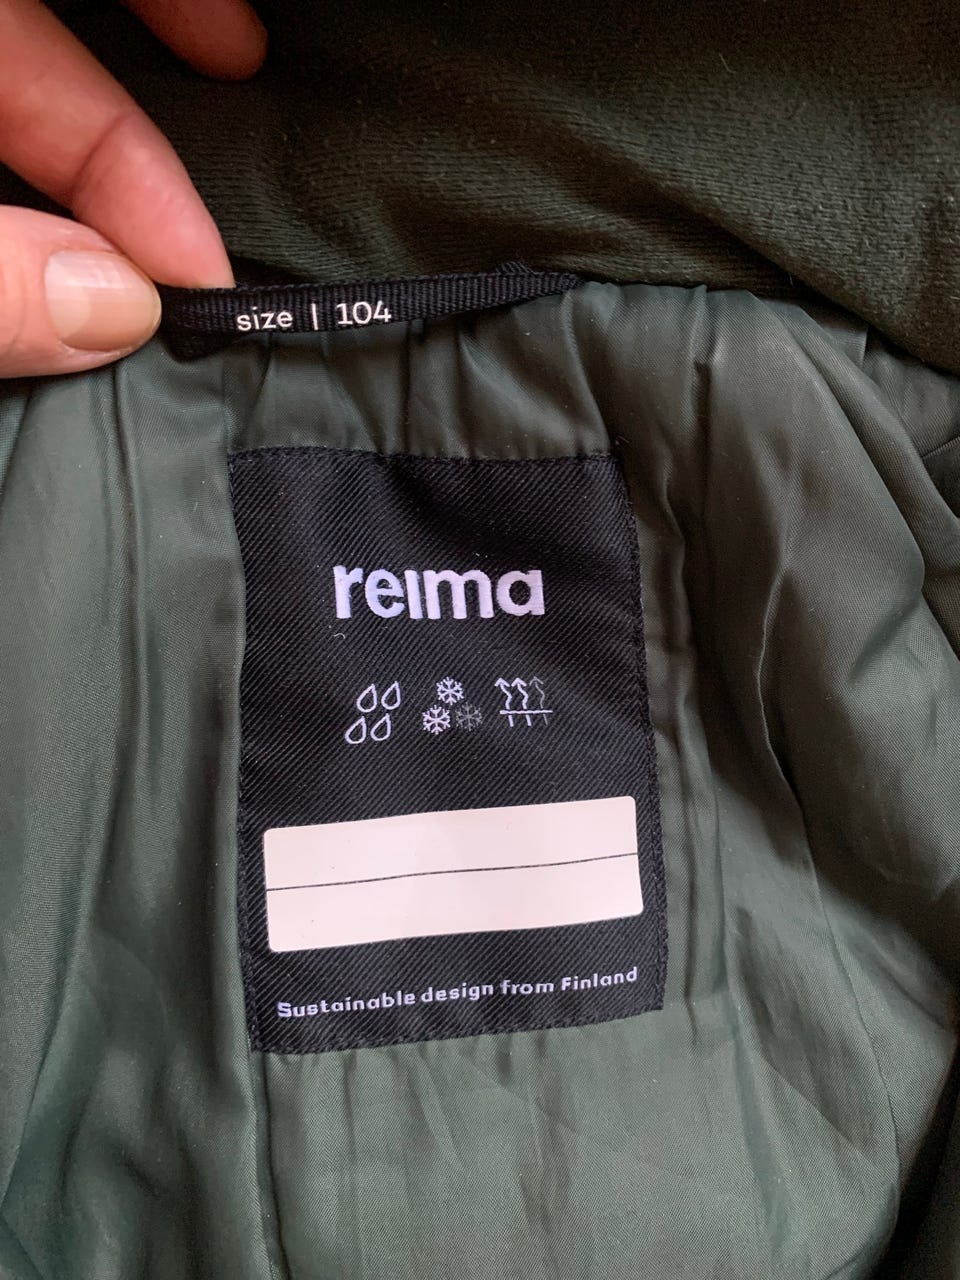 size | 104
reima
Sustainable design from Finland